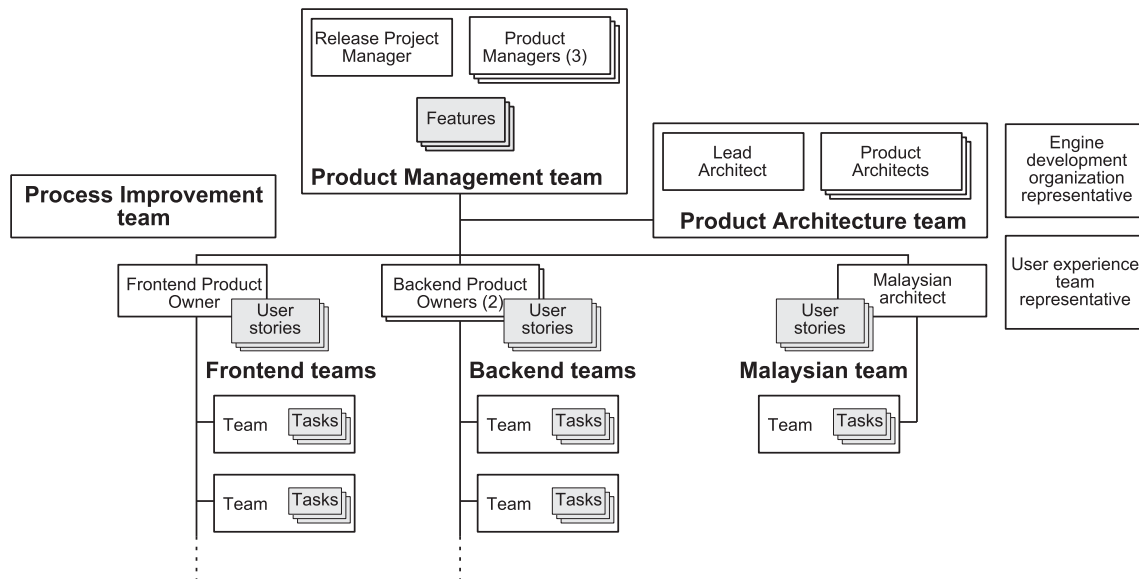 Release Project
Manager
Product
Managers (3)
Features
Product Management team
Lead
Architect
Product
Architects
Product Architecture team
Engine
development
organization
representative
Process Improvement
team
User experience
team
representative
Frontend Product
Owner
User
stories
Backend Product
Owners (2)
User
stories
Malaysian
architect
User
stories
Frontend teams
Backend teams
Malaysian team
Team
Tasks
Team
Tasks
Team
Tasks
Team
Tasks
Team
Tasks